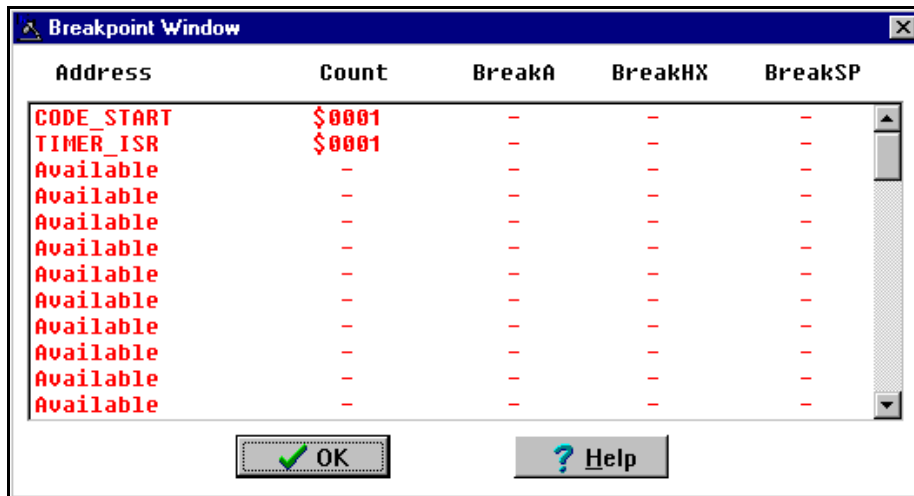 Breakpoint Window
Address Count BreakA BreakHX BreakSP
CODE_START $0001 - - -
TIMER_ISR $0001 - - -
Available - - - -
Available - - - -
Available - - - -
Available - - - -
Available - - - -
Available - - - -
Available - - - -
Available - - - -
Available - - - -
Available - - - -
OK Help